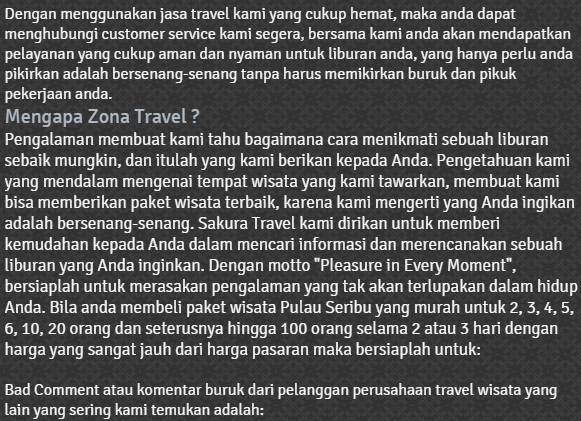 Dengan menggunakan jasa travel kami yang cukup hemat, maka anda dapat
menghubungi customer service kami segera, bersama kami anda akan mendapatkan
pelayanan yang cukup aman dan nyaman untuk liburan anda, yang hanya perlu anda
pikirkan adalah bersenang-senang tanpa harus memikirkan buruk dan pikuk
pekerjaan anda.
Mengapa Zona Travel ?
Pengalaman membuat kami tahu bagaimana cara menikmati sebuah liburan
sebaik mungkin, dan itulah yang kami berikan kepada Anda. Pengetahuan kami
yang mendalam mengenai tempat wisata yang kami tawarkan, membuat kami
bisa memberikan paket wisata terbaik, karena kami mengerti yang Anda ingikan
adalah bersenang-senang. Sakura Travel kami dirikan untuk memberi
kemudahan kepada Anda dalam mencari informasi dan merencanakan sebuah
liburan yang Anda inginkan. Dengan motto "Pleasure in Every Moment",
bersiaplah untuk merasakan pengalaman yang tak akan terlupakan dalam hidup
Anda. Bila anda membeli paket wisata Pulau Seribu yang murah untuk 2, 3, 4, 5,
6, 10, 20 orang dan seterusnya hingga 100 orang selama 2 atau 3 hari dengan
harga yang sangat jauh dari harga pasaran maka bersiaplah untuk:
Bad Comment atau komentar buruk dari pelanggan perusahaan travel wisata yang
lain yang sering kami temukan adalah: